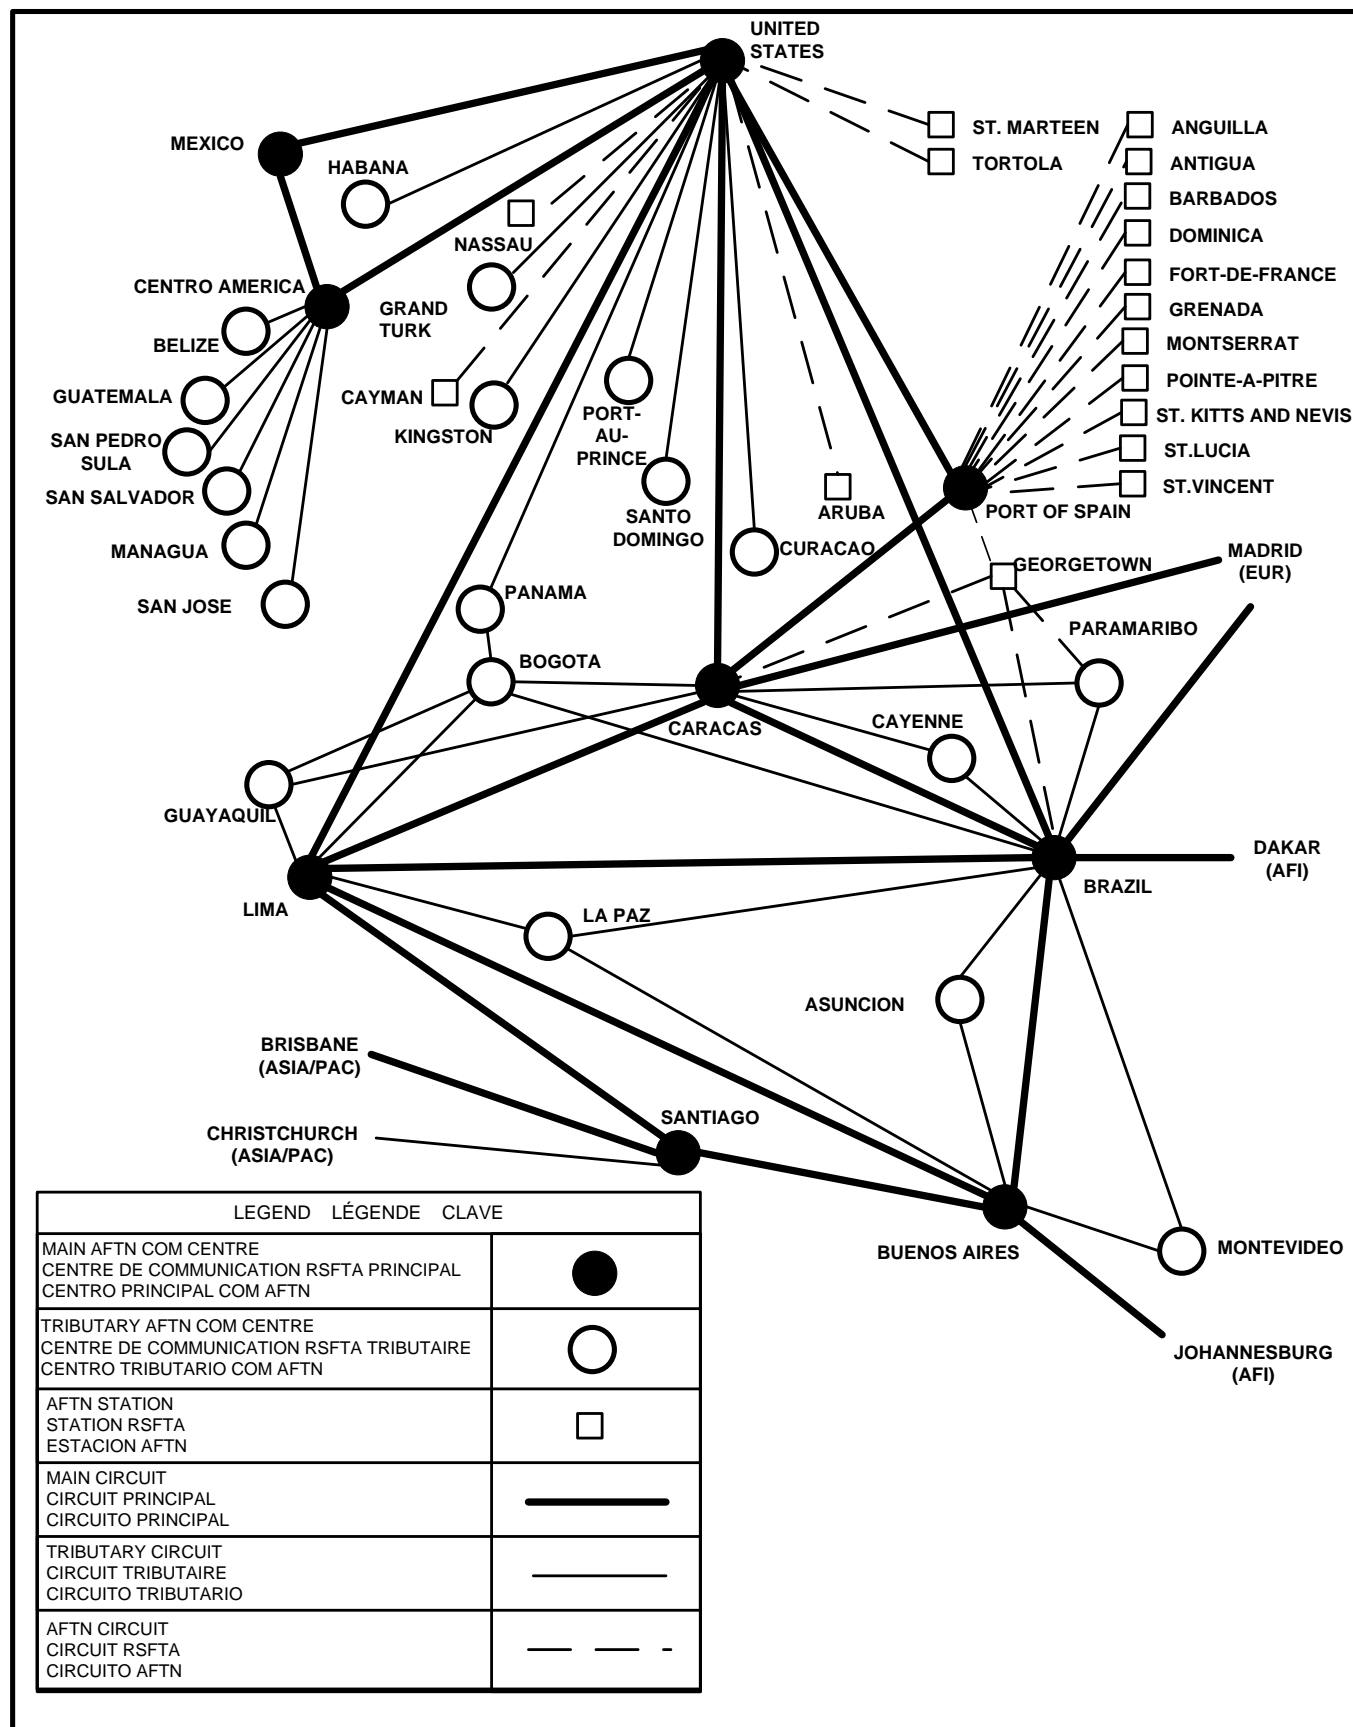 UNITED
STATES
MEXICO
HABANA
ST. MARTEEN
TORTOLA
ANGUILLA
ANTIGUA
BARBADOS
DOMINICA
FORT-DE-FRANCE
GRENADA
MONTSERRAT
POINTE-A-PITRE
ST. KITTS AND NEVIS
ST.LUCIA
ST.VINCENT
NASSAU
CENTRO AMERICA
GRAND
TURK
BELIZE
GUATEMALA
CAYMAN
KINGSTON
PORT-
AU-
PRINCE
SAN PEDRO
SULA
SAN SALVADOR
SANTO
DOMINGO
ARUBA
PORT OF SPAIN
MANAGUA
CURACAO
GEORGETOWN
MADRID
(EUR)
SAN JOSE
PANAMA
PARAMARIBO
BOGOTA
CARACAS
CAYENNE
GUAYAQUIL
DAKAR
(AFI)
BRAZIL
LIMA
LA PAZ
ASUNCION
BRISBANE
(ASIA/PAC)
SANTIAGO
CHRISTCHURCH
(ASIA/PAC)
BUENOS AIRES
MONTEVIDEO
JOHANNESBURG
(AFI)
LEGEND LÉGENDE CLAVE
MAIN AFTN COM CENTRE
CENTRE DE COMMUNICATION RSFTA PRINCIPAL
CENTRO PRINCIPAL COM AFTN
TRIBUTARY AFTN COM CENTRE
CENTRE DE COMMUNICATION RSFTA TRIBUTAIRE
CENTRO TRIBUTARIO COM AFTN
AFTN STATION
STATION RSFTA
ESTACION AFTN
MAIN CIRCUIT
CIRCUIT PRINCIPAL
CIRCUITO PRINCIPAL
TRIBUTARY CIRCUIT
CIRCUIT TRIBUTAIRE
CIRCUITO TRIBUTARIO
AFTN CIRCUIT
CIRCUIT RSFTA
CIRCUITO AFTN